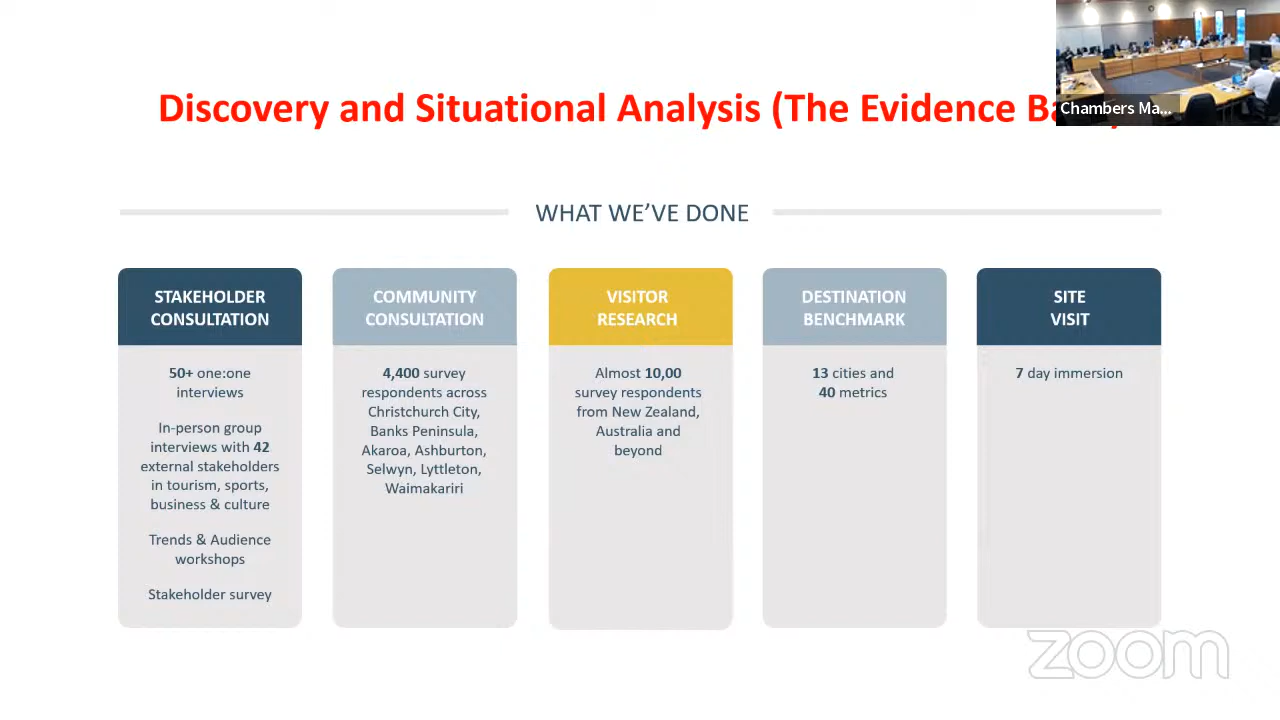 Discovery and Situational Analysis (The Evidence
Chambers Ma...
WHAT WE'VE DONE
STAKEHOLDER
CONSULTATION
50+ one:one
interviews
In-person group
interviews with 42
external stakeholders
in tourism, sports,
business & culture
Trends & Audience
workshops
Stakeholder survey
COMMUNITY
CONSULTATION
4,400 survey
respondents across
Christchurch City,
Banks Peninsula,
Akaroa, Ashburton,
Selwyn, Lyttleton,
Waimakariri
VISITOR
RESEARCH
Almost 10,00
survey respondents
from New Zealand,
Australia and
beyond
DESTINATION
BENCHMARK
13 cities and
40 metrics
SITE
VISIT
7 day immersion
zoom